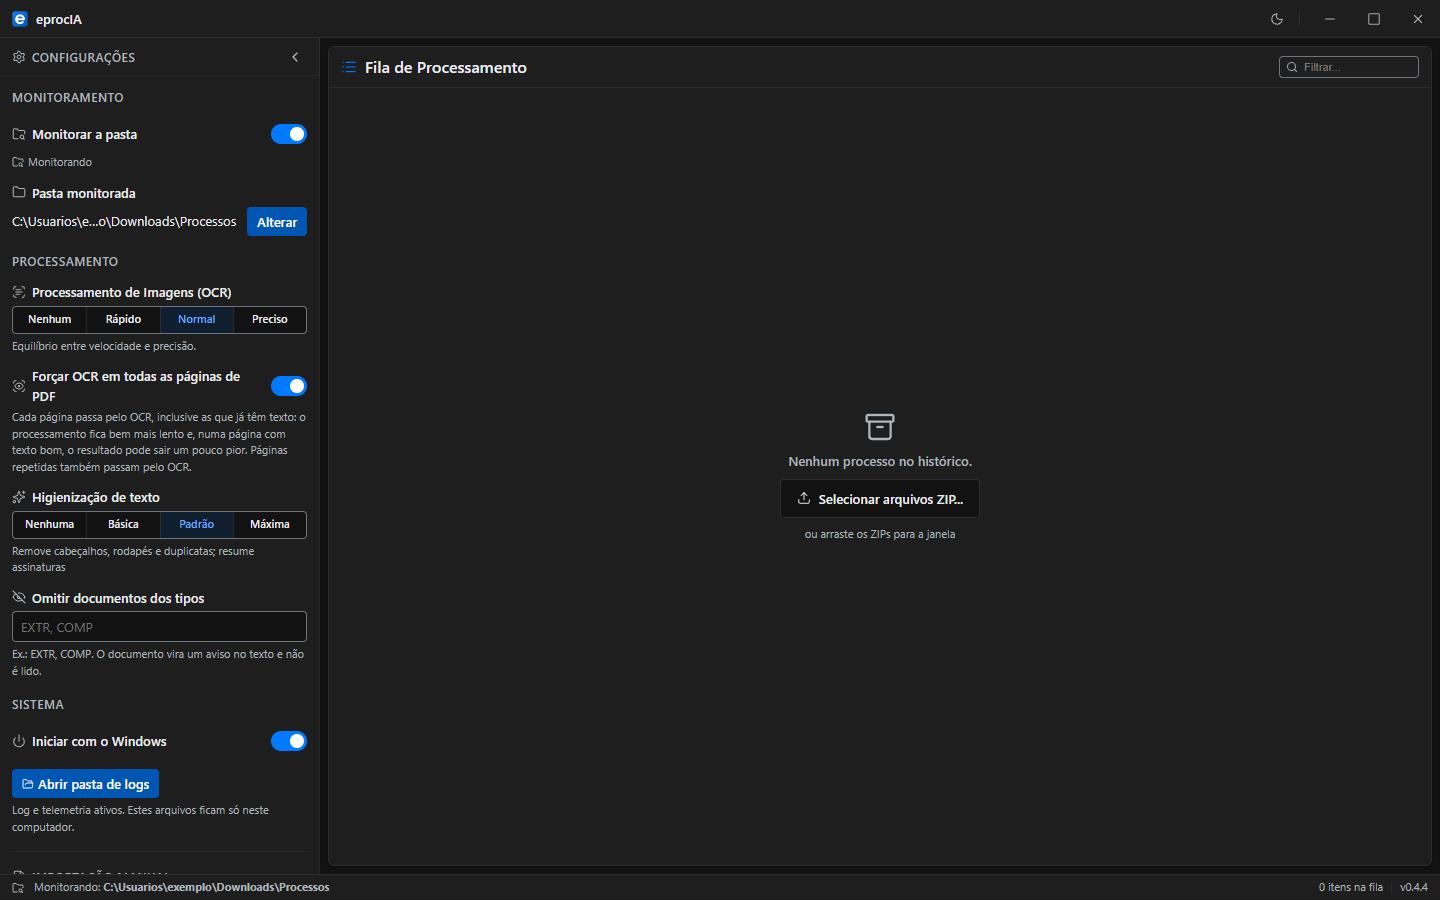 eprocIA
CONFIGURAÇÕES
MONITORAMENTO
Monitorar a pasta
Monitorando
Pasta monitorada
C:\Usuarios\e...o\Downloads\Processos
Alterar
PROCESSAMENTO
Processamento de Imagens (OCR)
Nenhum Rápido Normal Preciso
Equilíbrio entre velocidade e precisão.
Forçar OCR em todas as páginas de
PDF
Cada página passa pelo OCR, inclusive as que já têm texto: o
processamento fica bem mais lento e, numa página com
texto bom, o resultado pode sair um pouco pior. Páginas
repetidas também passam pelo OCR.
Higienização de texto
Nenhuma Básica Padrão Máxima
Remove cabeçalhos, rodapés e duplicatas; resume
assinaturas
Omitir documentos dos tipos
EXTR, COMP
Ex.: EXTR, COMP. O documento vira um aviso no texto e não
é lido.
SISTEMA
Iniciar com o Windows
Abrir pasta de logs
Log e telemetria ativos. Estes arquivos ficam só neste
computador.
Fila de Processamento
Filtrar...
Nenhum processo no histórico.
Selecionar arquivos ZIP...
ou arraste os ZIPs para a janela
Monitorando: C:\Usuarios\exemplo\Downloads\Processos
0 itens na fila
v0.4.4